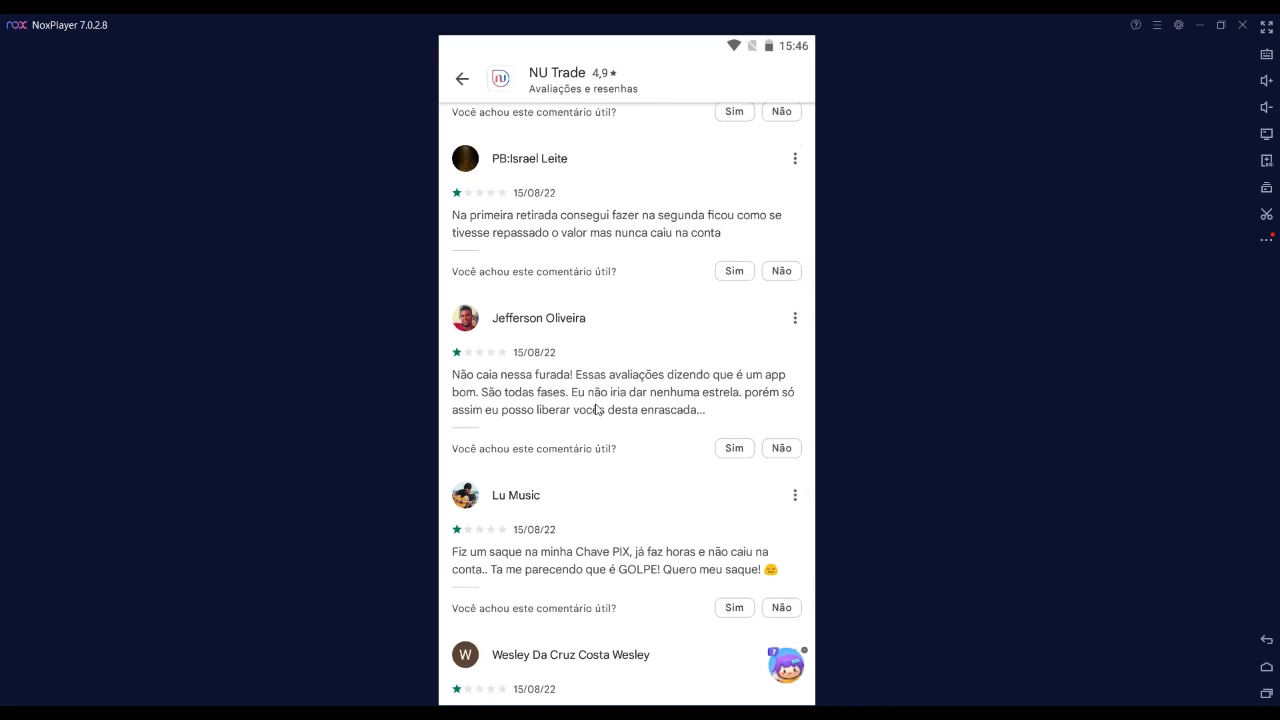 nox NoxPlayer 7.0.2.8
15:46
NU Trade 4,9★
Avaliações e resenhas
Você achou este comentário útil? Sim Não
PB:Israel Leite
15/08/22
Na primeira retirada consegui fazer na segunda ficou como se
tivesse repassado o valor mas nunca caiu na conta
Você achou este comentário útil? Sim Não
Jefferson Oliveira
15/08/22
Não caia nessa furada! Essas avaliações dizendo que é um app
bom. São todas fases. Eu não iria dar nenhuma estrela. porém só
assim eu posso liberar vocês desta enrascada...
Você achou este comentário útil? Sim Não
Lu Music
15/08/22
Fiz um saque na minha Chave PIX, já faz horas e não caiu na
conta.. Ta me parecendo que é GOLPE! Quero meu saque! 😊
Você achou este comentário útil? Sim Não
W Wesley Da Cruz Costa Wesley
15/08/22